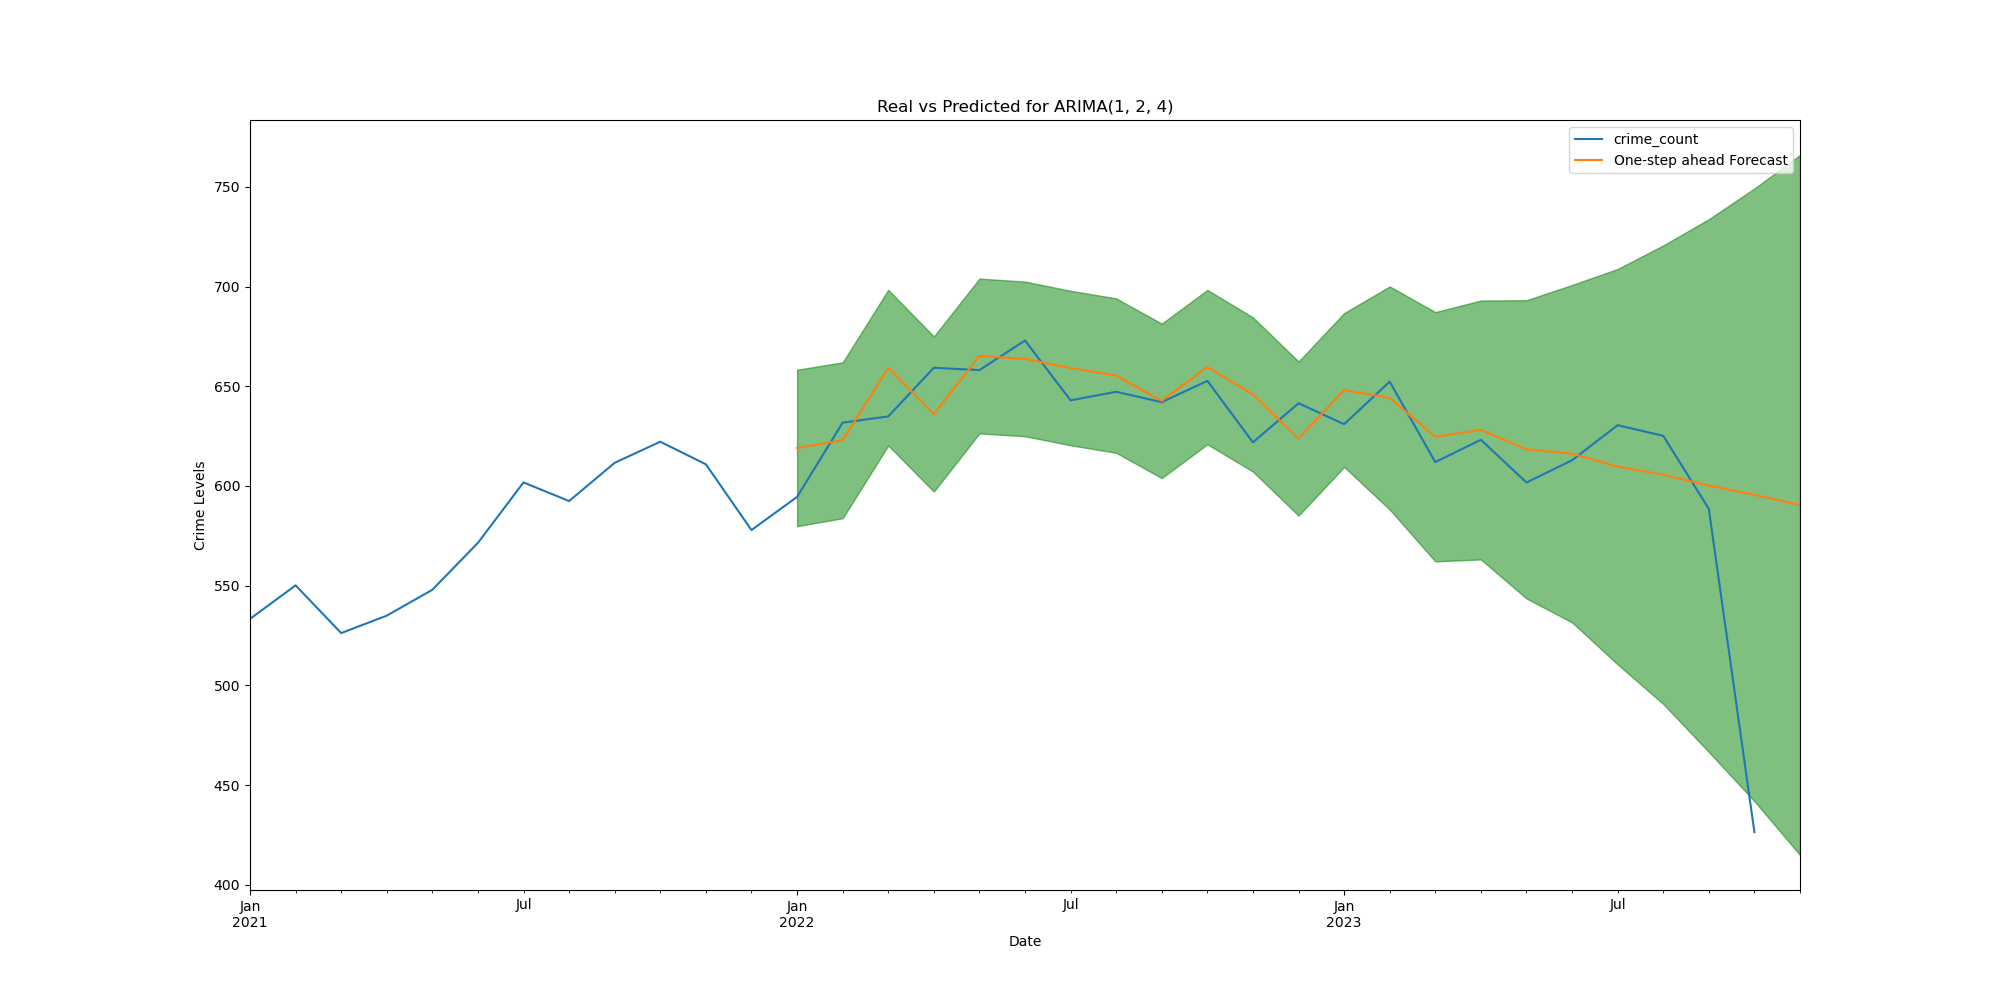 Real vs Predicted for ARIMA(1, 2, 4)
crime_count
One-step ahead Forecast
Crime Levels
750
700
650
600
550
500
450
400
Jan
2021
Jul
Jan
2022
Jul
Jan
2023
Jul
Date